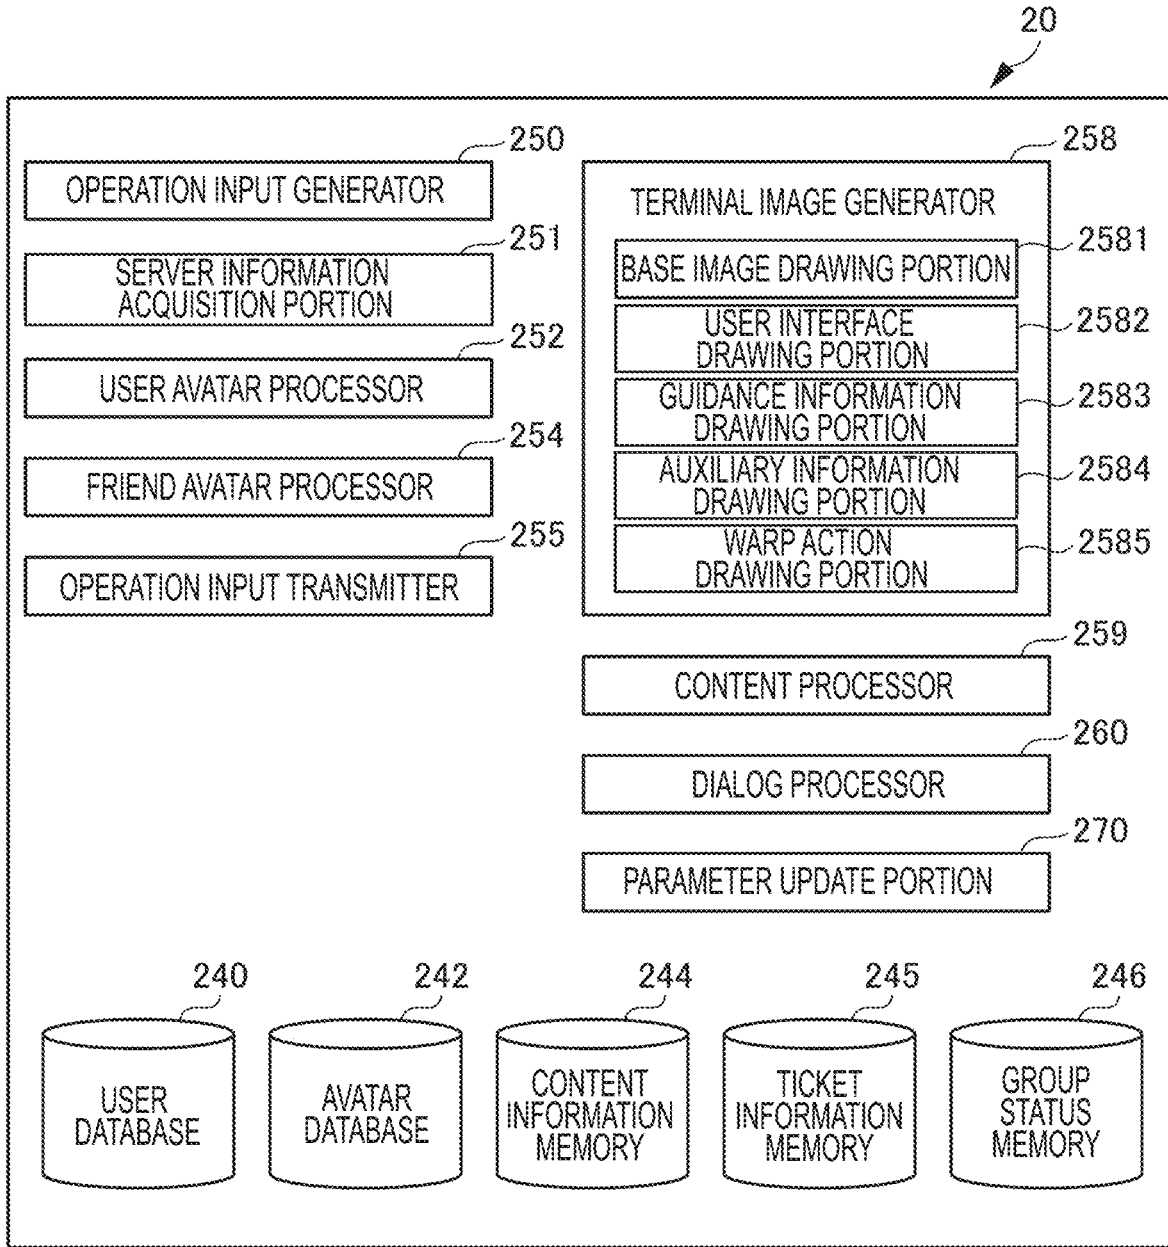 20
250
OPERATION INPUT GENERATOR
251
SERVER INFORMATION
ACQUISITION PORTION
252
USER AVATAR PROCESSOR
254
FRIEND AVATAR PROCESSOR
255
OPERATION INPUT TRANSMITTER
258
TERMINAL IMAGE GENERATOR
2581
BASE IMAGE DRAWING PORTION
2582
USER INTERFACE
DRAWING PORTION
2583
GUIDANCE INFORMATION
DRAWING PORTION
2584
AUXILIARY INFORMATION
DRAWING PORTION
2585
WARP ACTION
DRAWING PORTION
259
CONTENT PROCESSOR
260
DIALOG PROCESSOR
270
PARAMETER UPDATE PORTION
240
USER
DATABASE
242
AVATAR
DATABASE
244
CONTENT
INFORMATION
MEMORY
245
TICKET
INFORMATION
MEMORY
246
GROUP
STATUS
MEMORY